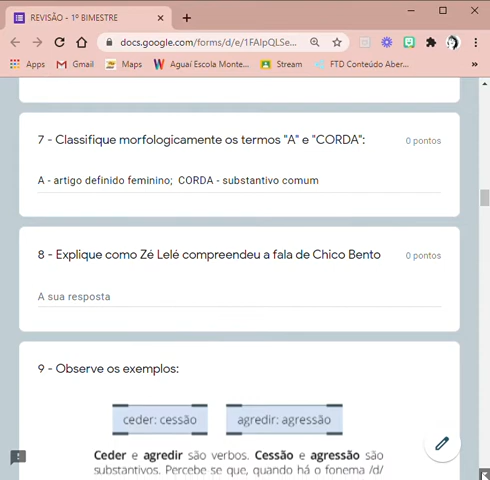 REVISÃO - 1º BIMESTRE
docs.google.com/forms/d/e/1FAIpQLSe...
Apps Gmail Maps Aguaí Escola Monte... Stream FTD Conteúdo Aber...
7 - Classifique morfologicamente os termos "A" e "CORDA":
0 pontos
A - artigo definido feminino; CORDA - substantivo comum
8 - Explique como Zé Lelé compreendeu a fala de Chico Bento
0 pontos
A sua resposta
9 - Observe os exemplos:
ceder: cessão agredir: agressão
Ceder e agredir são verbos. Cessão e agressão são
substantivos. Percebe se que, quando há o fonema /d/